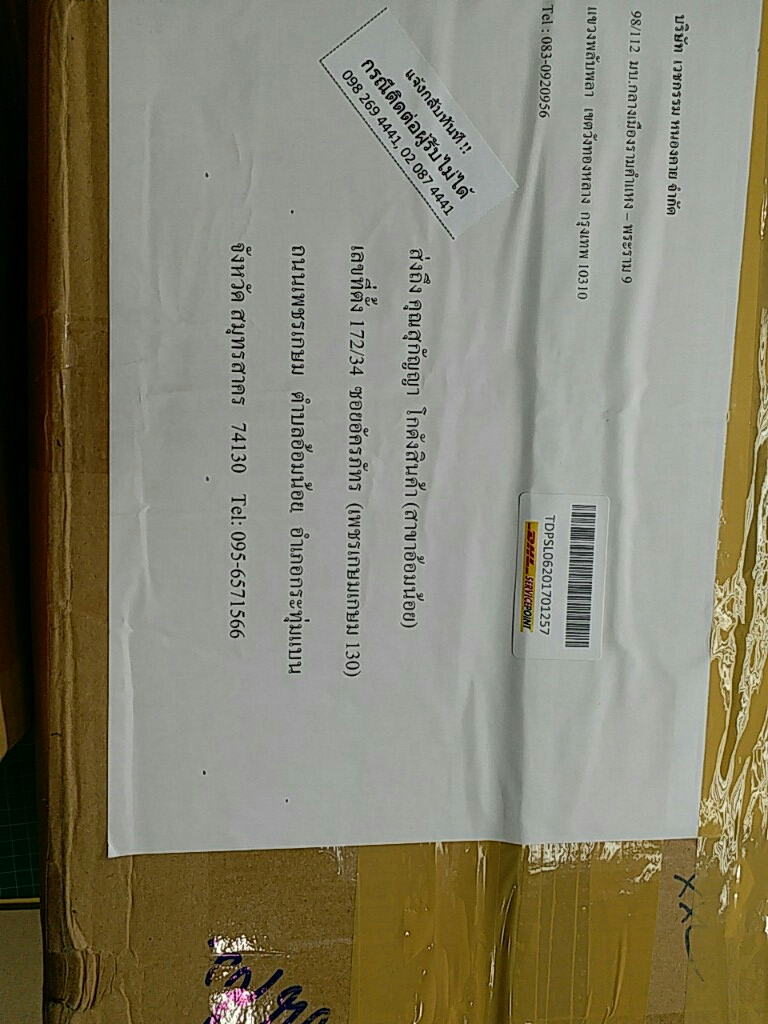 บริษัท เวชกรรม หนองคาย จำกัด
98/112 มบ.กลางเมืองรามคำแหง – พระราม 9
แขวงพลับพลา เขตวังทองหลาง กรุงเทพ 10310
Tel : 083-0920956
แจ้งกลับทันที !!
กรณีติดต่อผู้รับไม่ได้
098 269 4441, 02 087 4441
TDPSL06201701257
DHL SERVICEPOINT
ส่งถึง คุณสุกัญญา โกดังสินค้า (สาขาอ้อมน้อย)
เลขที่ตั้ง 172/34 ซอยอัครภัทร (เพชรเกษมเกษม 130)
ถนนเพชรเกษม ตำบลอ้อมน้อย อำเภอกระทุ่มแบน
จังหวัด สมุทรสาคร 74130 Tel: 095-6571566